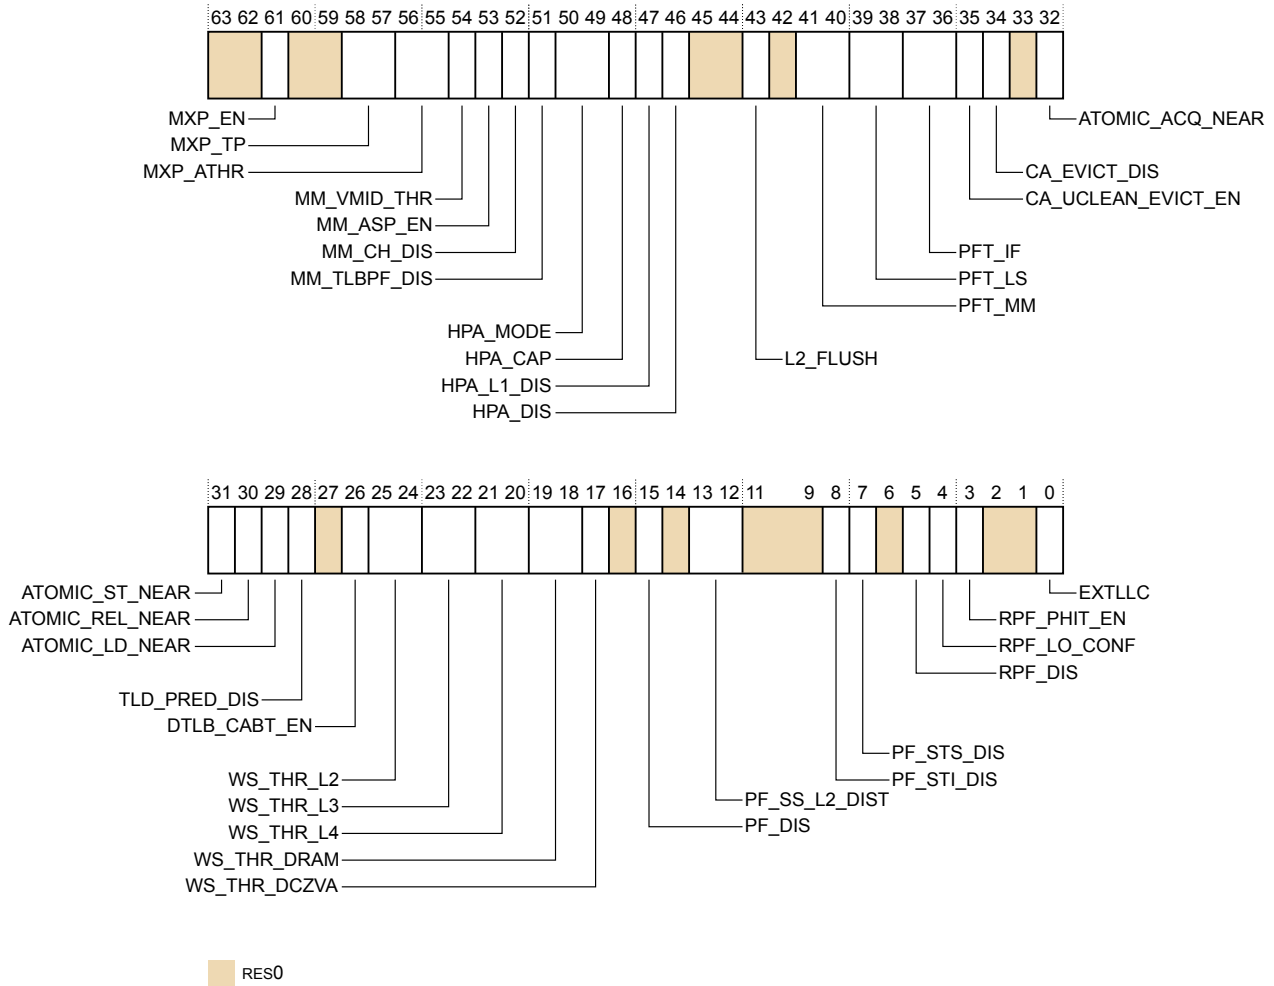 63 62 61 60 59 58 57 56 55 54 53 52 51 50 49 48 47 46 45 44 43 42 41 40 39 38 37 36 35 34 33 32
MXP_EN
ATOMIC_ACQ_NEAR
MXP_TP
MXP_ATHR
CA_EVICT_DIS
MM_VMID_THR
CA_UCLEAN_EVICT_EN
MM_ASP_EN
MM_CH_DIS
PFT_IF
MM_TLBPF_DIS
PFT_LS
PFT_MM
HPA_MODE
HPA_CAP
L2_FLUSH
HPA_L1_DIS
HPA_DIS
31 30 29 28 27 26 25 24 23 22 21 20 19 18 17 16 15 14 13 12 11 9 8 7 6 5 4 3 2 1 0
ATOMIC_ST_NEAR
EXTLLC
ATOMIC_REL_NEAR
RPF_PHIT_EN
ATOMIC_LD_NEAR
RPF_LO_CONF
RPF_DIS
TLD_PRED_DIS
DTLB_CABT_EN
PF_STS_DIS
WS_THR_L2
PF_STI_DIS
PF_SS_L2_DIST
WS_THR_L3
PF_DIS
WS_THR_L4
WS_THR_DRAM
WS_THR_DCZVA
RES0